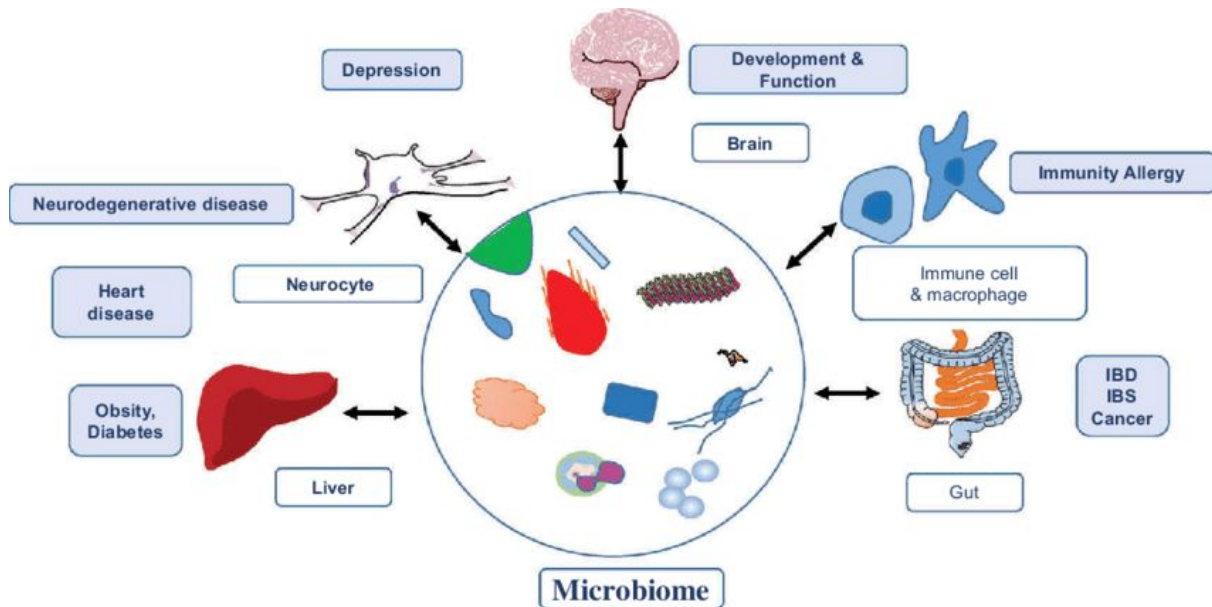 Depression
Development &
Function
Brain
Immunity Allergy
Neurodegenerative disease
Immune cell
& macrophage
Neurocyte
Heart
disease
IBD
IBS
Cancer
Obsity,
Diabetes
Liver
Gut
Microbiome